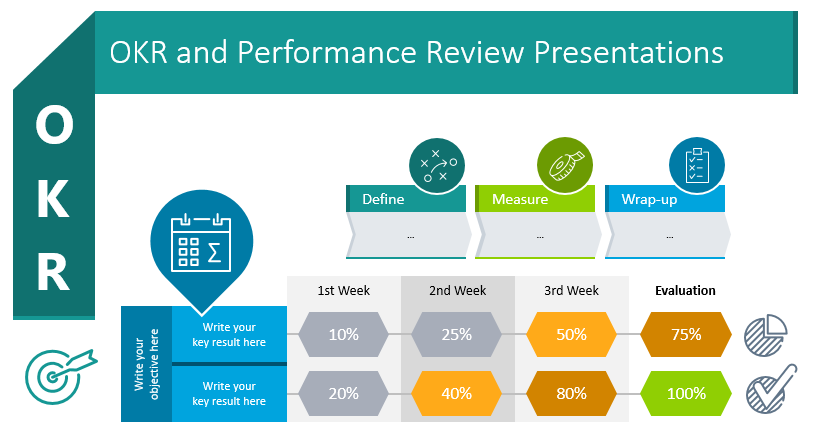 OKR and Performance Review Presentations
O
K
R
Define
Measure
Wrap-up
...
...
...
1st Week
2nd Week
3rd Week
Evaluation
Write your
objective here
Write your
key result here
10%
25%
50%
75%
Write your
key result here
20%
40%
80%
100%